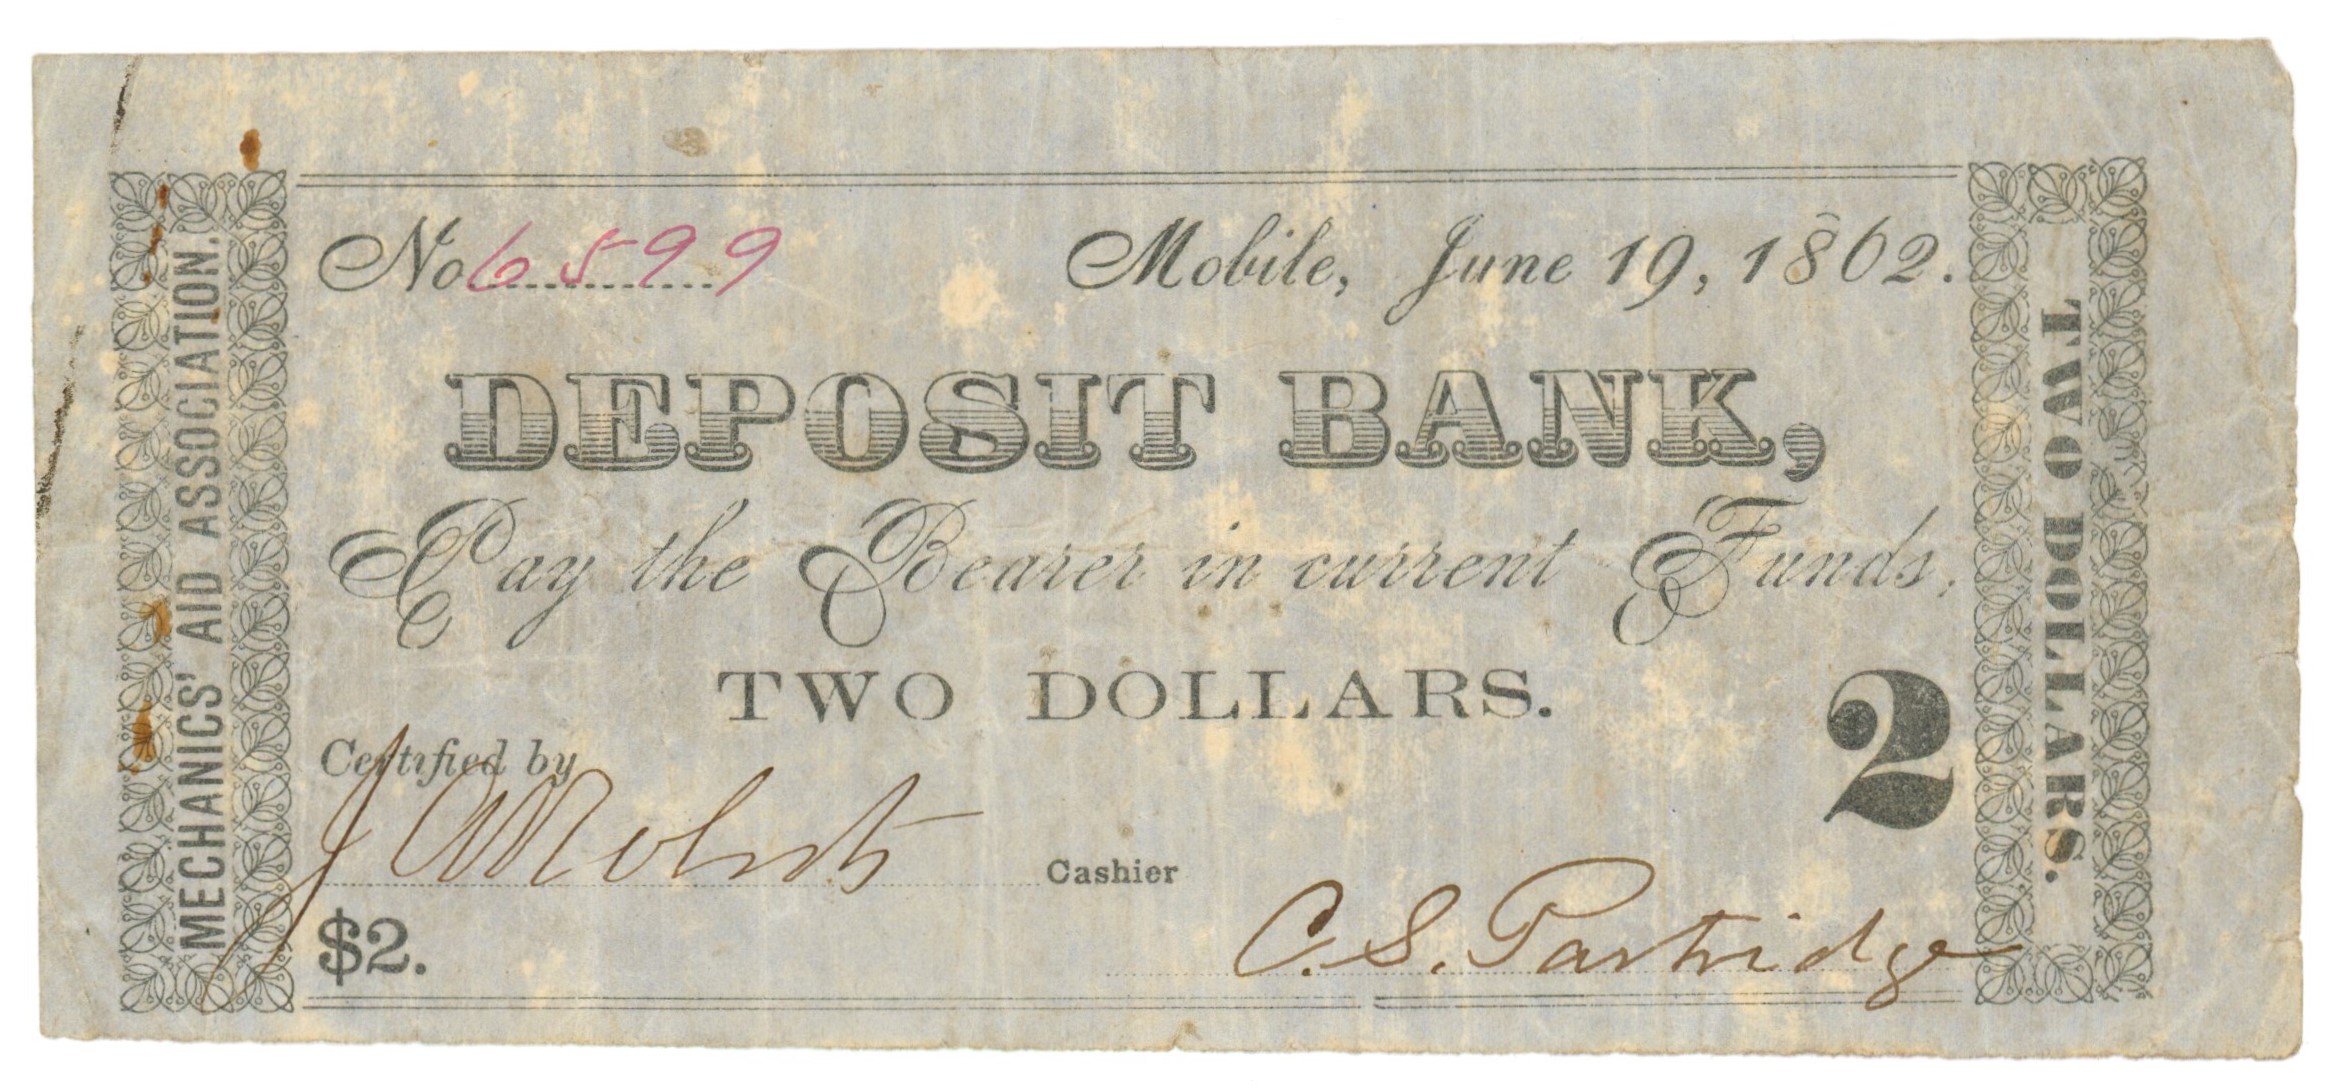 MECHANICS' AID ASSOCIATION.
No 6599
Mobile, June 19, 1862.
DEPOSIT BANK,
Pay the Bearer in current Funds,
TWO DOLLARS.
2
Certified by
Cashier
$2.
C. S. Partridge
TWO DOLLARS.